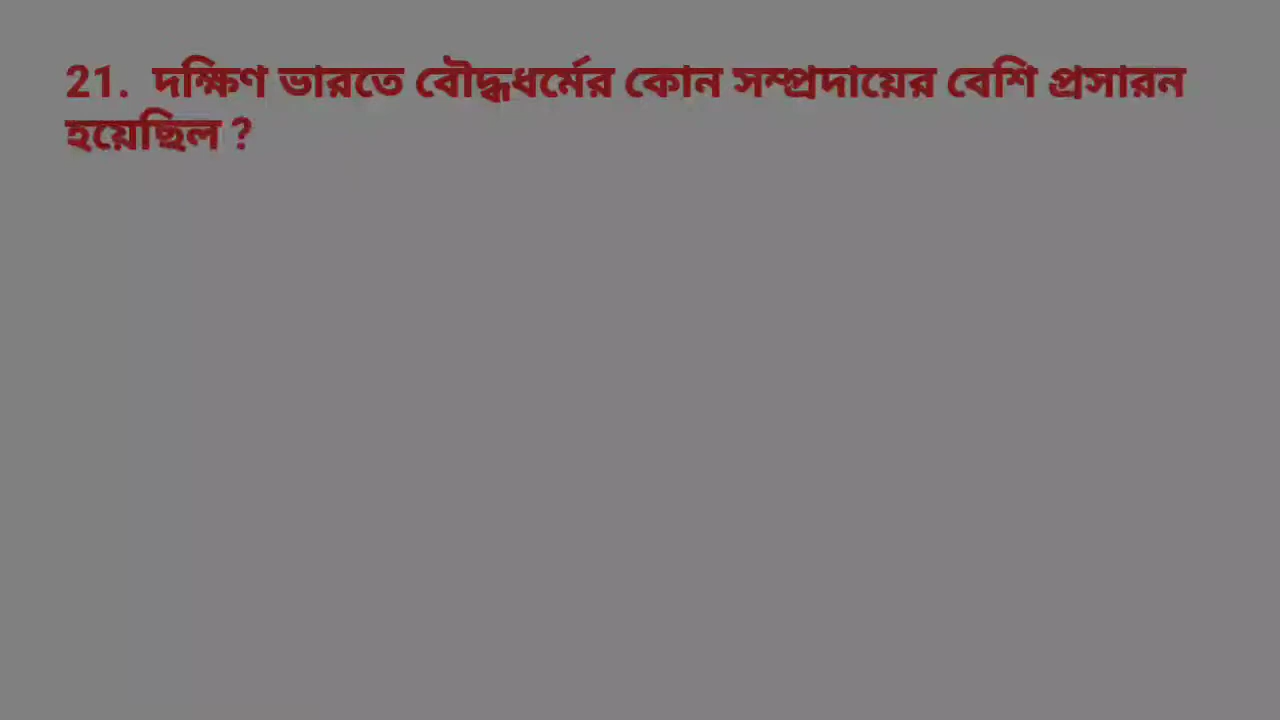 21. দক্ষিণ ভারতে বৌদ্ধধর্মের কোন সম্প্রদায়ের বেশি প্রসারন
হয়েছিল ?